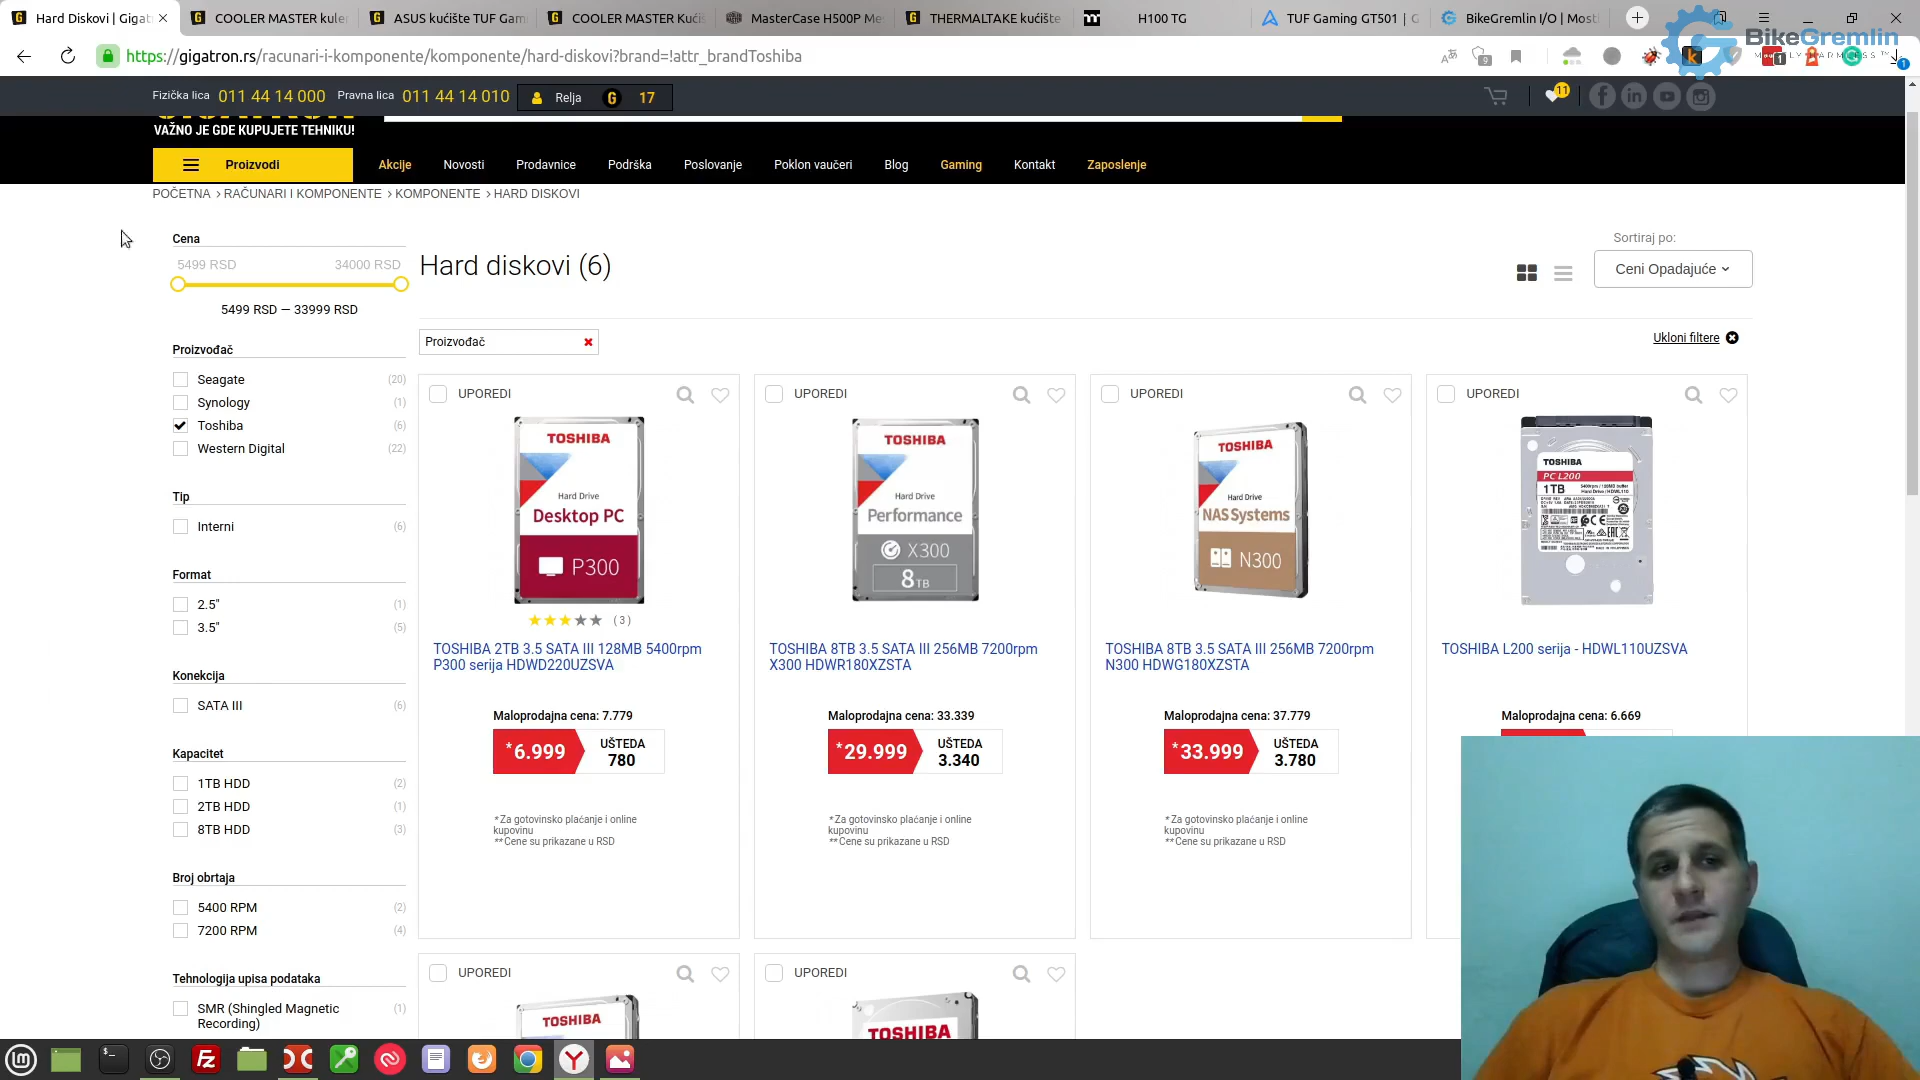 Hard Diskovi | Gigatr
COOLER MASTER kuler
ASUS kućište TUF Gam
COOLER MASTER Kućiš
MasterCase H500P Me
THERMALTAKE kućište
H100 TG
TUF Gaming GT501 | G
BikeGremlin I/O | Most
BikeGremlin
https://gigatron.rs/racunari-i-komponente/komponente/hard-diskovi?brand=!attr_brandToshiba
Fizička lica 011 44 14 000 Pravna lica 011 44 14 010 Relja G 17
11
VAŽNO JE GDE KUPUJETE TEHNIKU!
Proizvodi Akcije Novosti Prodavnice Podrška Poslovanje Poklon vaučeri Blog Gaming Kontakt Zaposlenje
POČETNA > RAČUNARI I KOMPONENTE > KOMPONENTE > HARD DISKOVI
Cena
5499 RSD 34000 RSD
5499 RSD — 33999 RSD
Proizvođač
Seagate (20)
Synology (1)
Toshiba (6)
Western Digital (22)
Tip
Interni (6)
Format
2.5" (1)
3.5" (5)
Konekcija
SATA III (6)
Kapacitet
1TB HDD (2)
2TB HDD (1)
8TB HDD (3)
Broj obrtaja
5400 RPM (2)
7200 RPM (4)
Tehnologija upisa podataka
SMR (Shingled Magnetic (1)
Recording)
Hard diskovi (6)
Sortiraj po:
Ceni Opadajuće
Proizvođač
Ukloni filtere
UPOREDI
TOSHIBA
Hard Drive
Desktop PC
P300
( 3 )
TOSHIBA 2TB 3.5 SATA III 128MB 5400rpm
P300 serija HDWD220UZSVA
Maloprodajna cena: 7.779
*6.999 UŠTEDA
780
*Za gotovinsko plaćanje i online
kupovinu
**Cene su prikazane u RSD
UPOREDI
TOSHIBA
Hard Drive
Performance
X300
8TB
TOSHIBA 8TB 3.5 SATA III 256MB 7200rpm
X300 HDWR180XZSTA
Maloprodajna cena: 33.339
*29.999 UŠTEDA
3.340
*Za gotovinsko plaćanje i online
kupovinu
**Cene su prikazane u RSD
UPOREDI
TOSHIBA
Hard Drive
NAS Systems
N300
TOSHIBA 8TB 3.5 SATA III 256MB 7200rpm
N300 HDWG180XZSTA
Maloprodajna cena: 37.779
*33.999 UŠTEDA
3.780
*Za gotovinsko plaćanje i online
kupovinu
**Cene su prikazane u RSD
UPOREDI
TOSHIBA
PC L200
1TB
TOSHIBA L200 serija - HDWL110UZSVA
Maloprodajna cena: 6.669
UPOREDI
TOSHIBA
UPOREDI
TOSHIBA